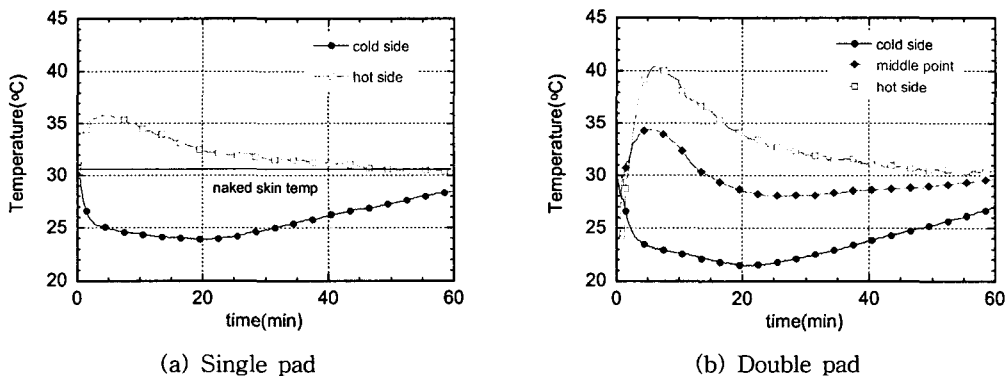 45
40
35
30
25
20
Temperature(°C)
0
20
40
60
time(min)
cold side
hot side
naked skin temp
(a) Single pad
45
40
35
30
25
20
Temperature(°C)
0
20
40
60
time(min)
cold side
middle point
hot side
(b) Double pad